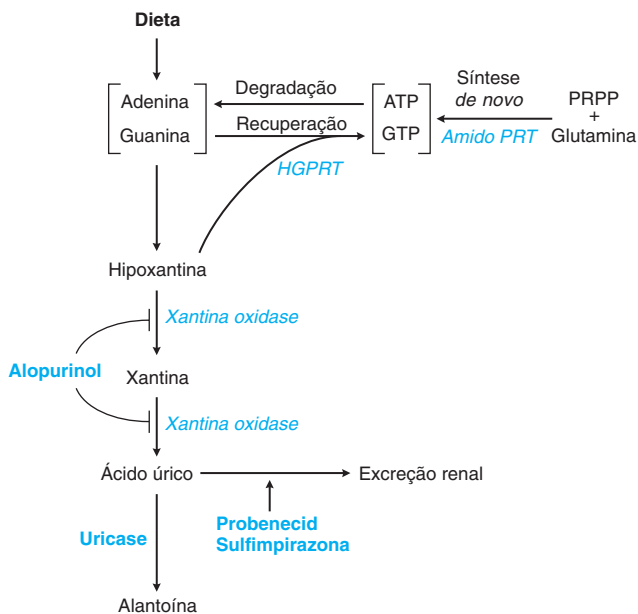 Dieta
Adenina
Guanina
Degradação
Recuperação
HGPRT
ATP
GTP
Síntese
de novo
Amido PRT
PRPP
+
Glutamina
Hipoxantina
Xantina oxidase
Alopurinol
Xantina
Xantina oxidase
Ácido úrico
Excreção renal
Probenecid
Sulfimpirazona
Uricase
Alantoína